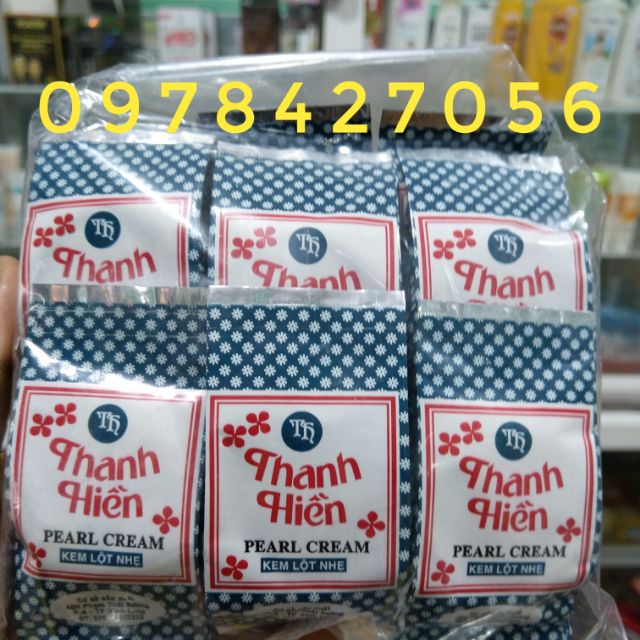 0978427056
TH
Thanh
TH
Thanh
TH
Thanh
TH
Thanh
Hiền
PEARL CREAM
KEM LỘT NHẸ
TH
Thanh
Hiền
PEARL CREAM
KEM LỘT NHẸ
TH
Thanh
Hiền
PEARL CREAM
KEM LỘT NHẸ